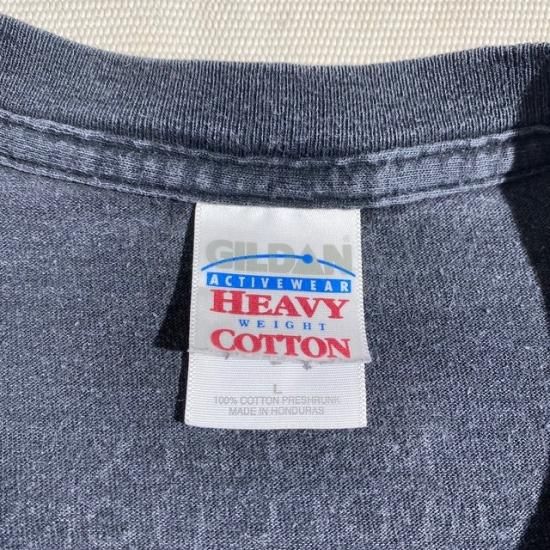 GILDAN®
ACTIVEWEAR
HEAVY
WEIGHT
COTTON
L
100% COTTON PRESHRUNK
MADE IN HONDURAS